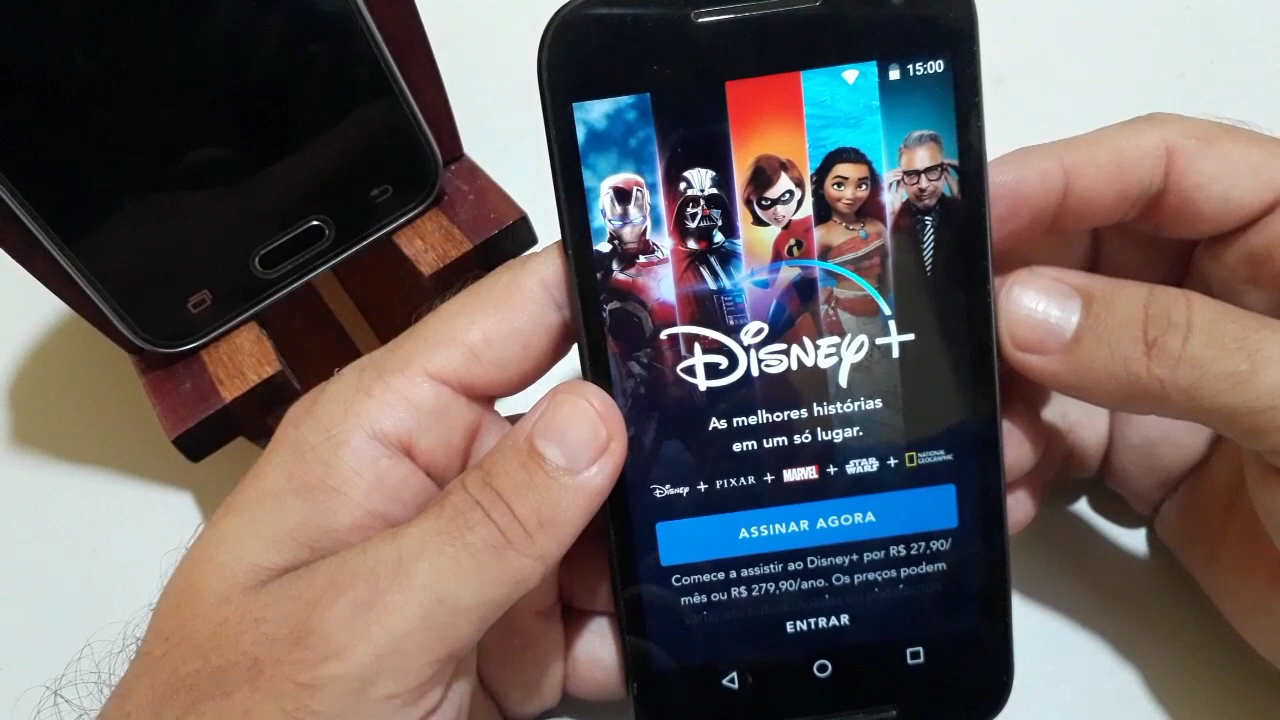 15:00
Disney+
As melhores histórias
em um só lugar.
Disney + PIXAR + MARVEL + STAR WARS + NATIONAL GEOGRAPHIC
ASSINAR AGORA
Comece a assistir ao Disney+ por R$ 27,90/
mês ou R$ 279,90/ano. Os preços podem
ENTRAR